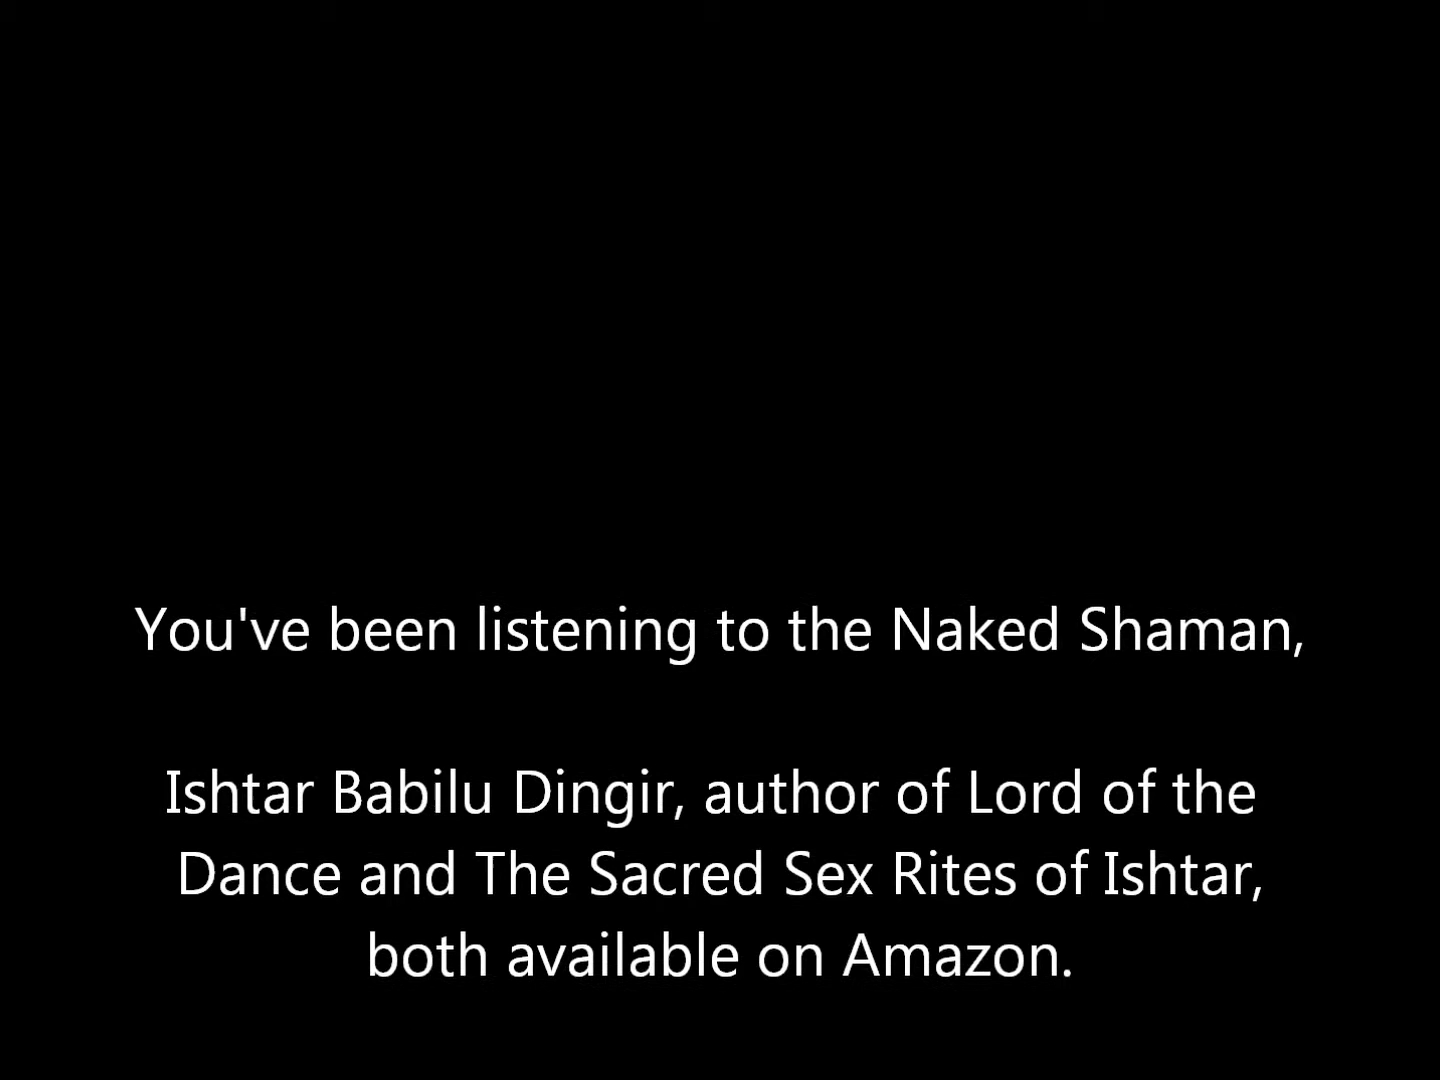 You've been listening to the Naked Shaman,
Ishtar Babilu Dingir, author of Lord of the
Dance and The Sacred Sex Rites of Ishtar,
both available on Amazon.